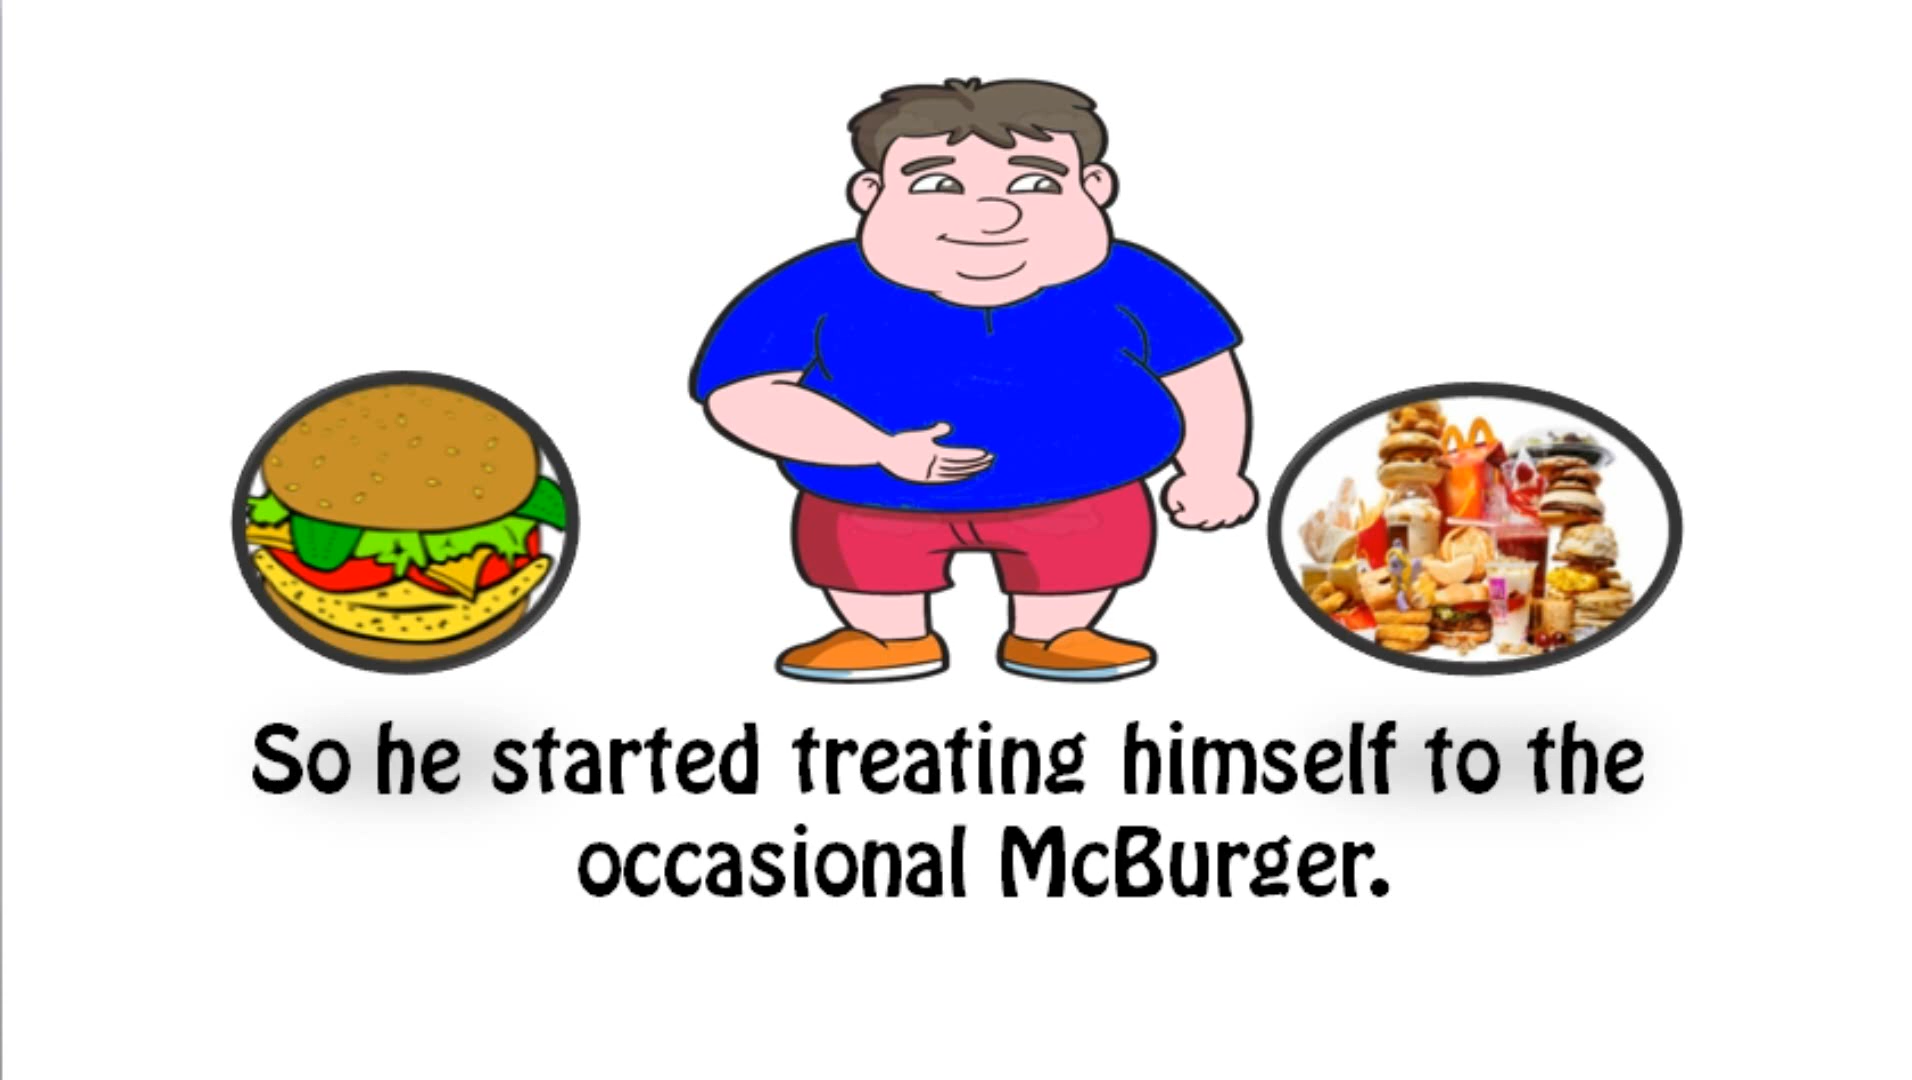 So he started treating himself to the
occasional McBurger.